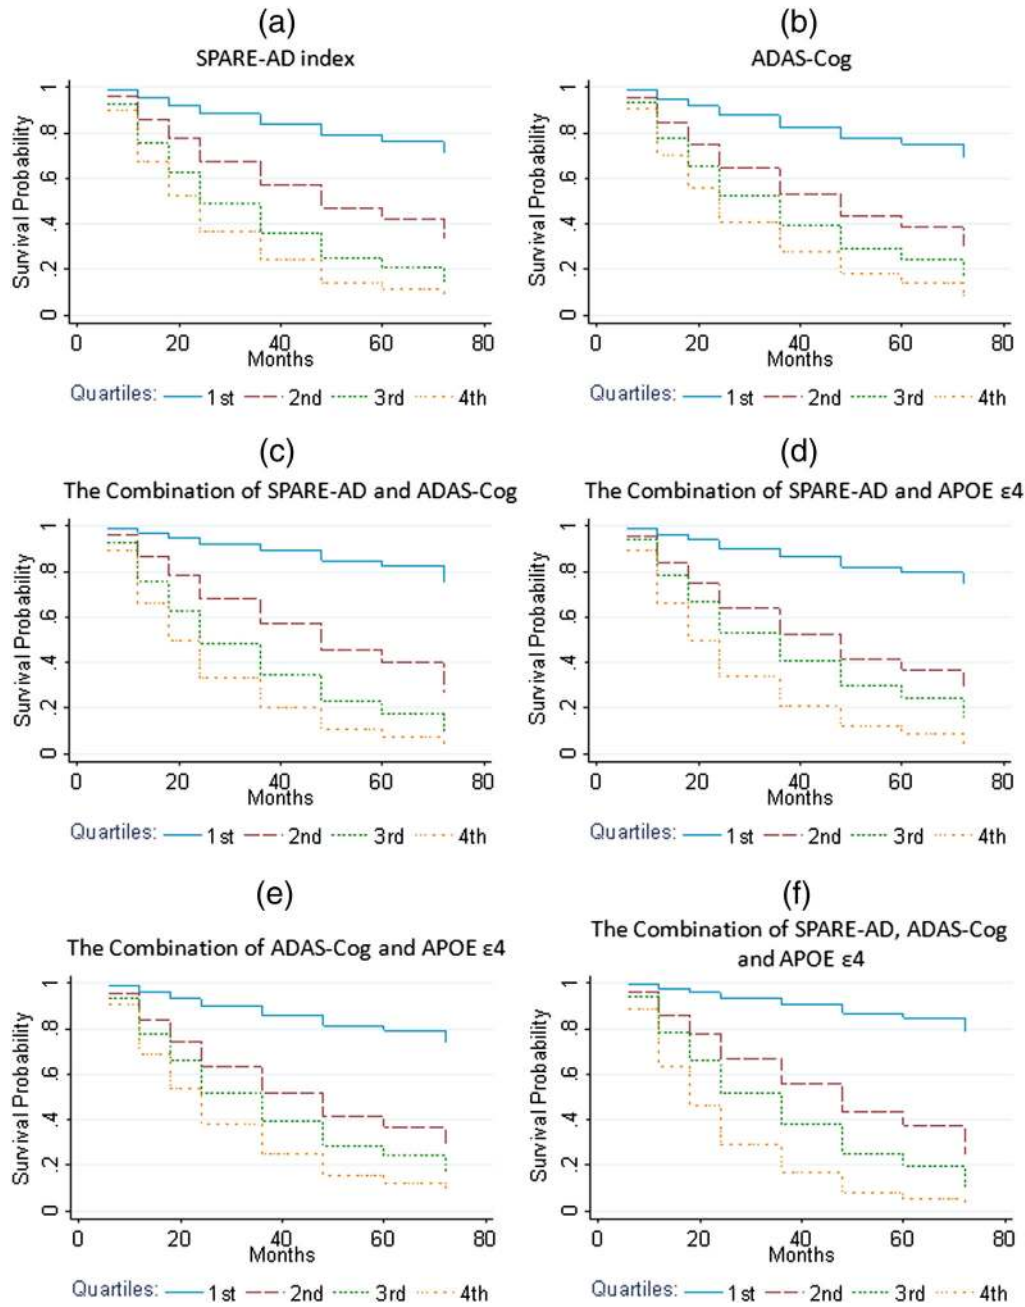 (a)
SPARE-AD index
Survival Probability
1
.8
.6
.4
.2
0
0 20 40 60 80
Months
Quartiles: 1st 2nd 3rd 4th
(b)
ADAS-Cog
Survival Probability
1
.8
.6
.4
.2
0
0 20 40 60 80
Months
Quartiles: 1st 2nd 3rd 4th
(c)
The Combination of SPARE-AD and ADAS-Cog
Survival Probability
1
.8
.6
.4
.2
0
0 20 40 60 80
Months
Quartiles: 1st 2nd 3rd 4th
(d)
The Combination of SPARE-AD and APOE ε4
Survival Probability
1
.8
.6
.4
.2
0
0 20 40 60 80
Months
Quartiles: 1st 2nd 3rd 4th
(e)
The Combination of ADAS-Cog and APOE ε4
Survival Probability
1
.8
.6
.4
.2
0
0 20 40 60 80
Months
Quartiles: 1st 2nd 3rd 4th
(f)
The Combination of SPARE-AD, ADAS-Cog
and APOE ε4
Survival Probability
1
.8
.6
.4
.2
0
0 20 40 60 80
Months
Quartiles: 1st 2nd 3rd 4th